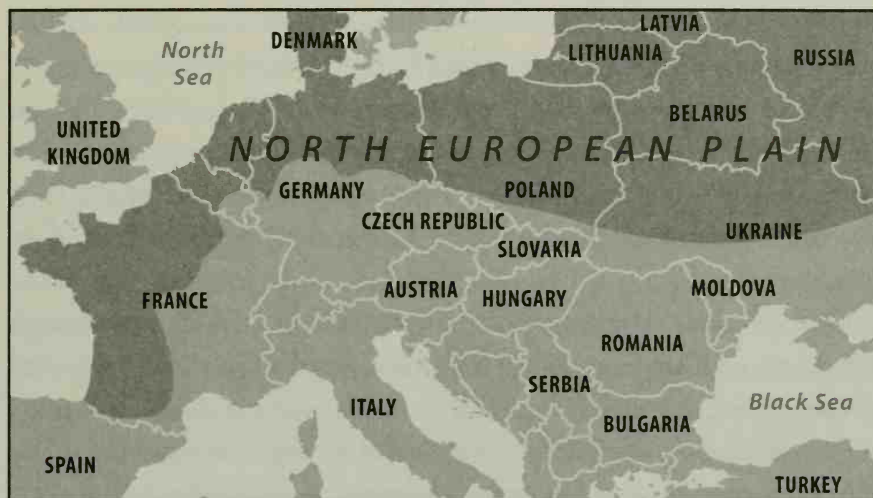 LATVIA
North
Sea
DENMARK
LITHUANIA
RUSSIA
BELARUS
UNITED
KINGDOM
NORTH EUROPEAN PLAIN
GERMANY
POLAND
CZECH REPUBLIC
UKRAINE
SLOVAKIA
FRANCE
AUSTRIA
HUNGARY
MOLDOVA
ROMANIA
SERBIA
ITALY
Black Sea
BULGARIA
SPAIN
TURKEY